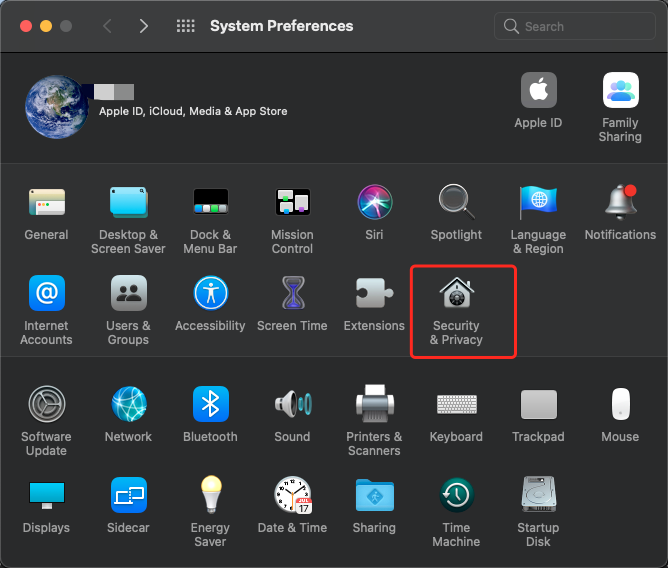 System Preferences
Search
Apple ID, iCloud, Media & App Store
Apple ID
Family
Sharing
General
Desktop &
Screen Saver
Dock &
Menu Bar
Mission
Control
Siri
Spotlight
Language
& Region
Notifications
Internet
Accounts
Users &
Groups
Accessibility
Screen Time
Extensions
Security
& Privacy
Software
Update
Network
Bluetooth
Sound
Printers &
Scanners
Keyboard
Trackpad
Mouse
Displays
Sidecar
Energy
Saver
JUL
17
Date & Time
Sharing
Time
Machine
Startup
Disk